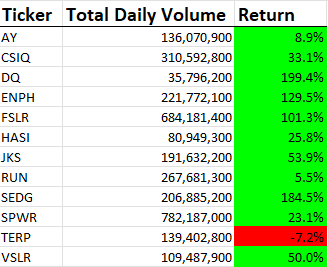 Ticker Total Daily Volume Return
AY 136,070,900 8.9%
CSIQ 310,592,800 33.1%
DQ 35,796,200 199.4%
ENPH 221,772,100 129.5%
FSLR 684,181,400 101.3%
HASI 80,949,300 25.8%
JKS 191,632,200 53.9%
RUN 267,681,300 5.5%
SEDG 206,885,200 184.5%
SPWR 782,187,000 23.1%
TERP 139,402,800 -7.2%
VSLR 109,487,900 50.0%